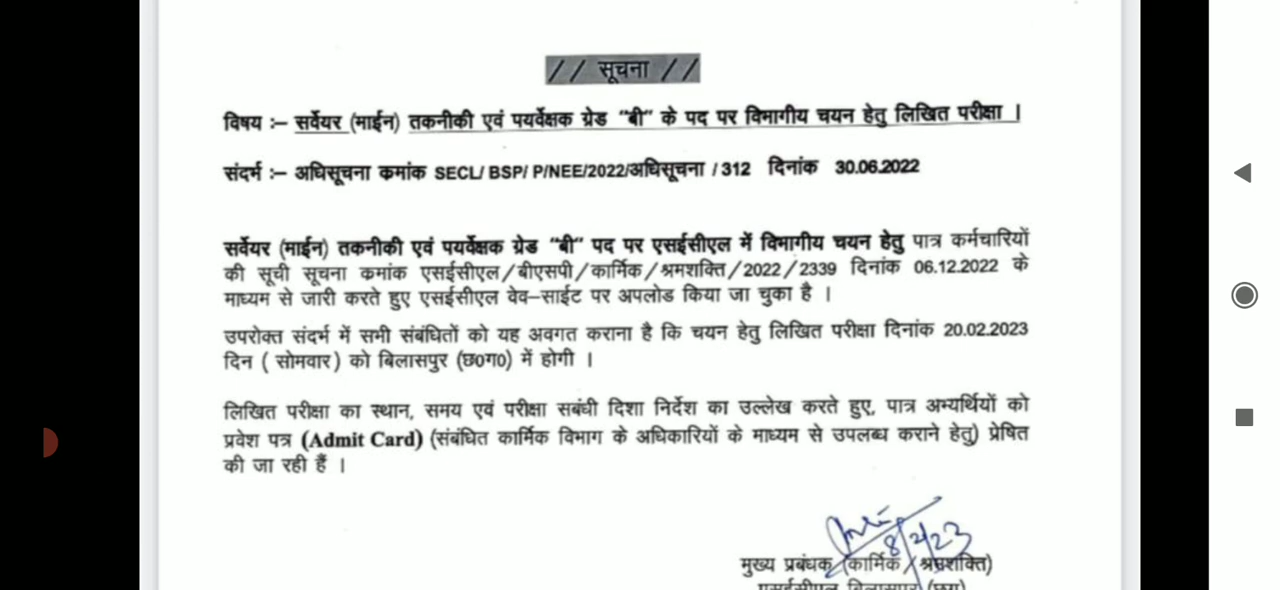 // सूचना //
विषय :– सर्वेयर (माईन) तकनीकी एवं पयर्वेक्षक ग्रेड "बी" के पद पर विभागीय चयन हेतु लिखित परीक्षा ।
संदर्भ :– अधिसूचना कमांक SECL/ BSP/ P/NEE/2022/अधिसूचना / 312 दिनांक 30.06.2022
सर्वेयर (माईन) तकनीकी एवं पयर्वेक्षक ग्रेड "बी" पद पर एसईसीएल में विभागीय चयन हेतु पात्र कर्मचारियों
की सूची सूचना कमांक एसईसीएल/बीएसपी/कार्मिक/श्रमशक्ति/2022/2339 दिनांक 06.12.2022 के
माध्यम से जारी करते हुए एसईसीएल वेव–साईट पर अपलोड किया जा चुका है ।
उपरोक्त संदर्भ में सभी संबंधितों को यह अवगत कराना है कि चयन हेतु लिखित परीक्षा दिनांक 20.02.2023
दिन ( सोमवार) को बिलासपुर (छ0ग0) में होगी ।
लिखित परीक्षा का स्थान, समय एवं परीक्षा सबंधी दिशा निर्देश का उल्लेख करते हुए, पात्र अभ्यर्थियों को
प्रवेश पत्र (Admit Card) (संबंधित कार्मिक विभाग के अधिकारियों के माध्यम से उपलब्ध कराने हेतु) प्रेषित
की जा रही हैं ।
8/2/23
मुख्य प्रबंधक (कार्मिक / श्रमशक्ति)
एसईसीएल बिलासपुर (छग)